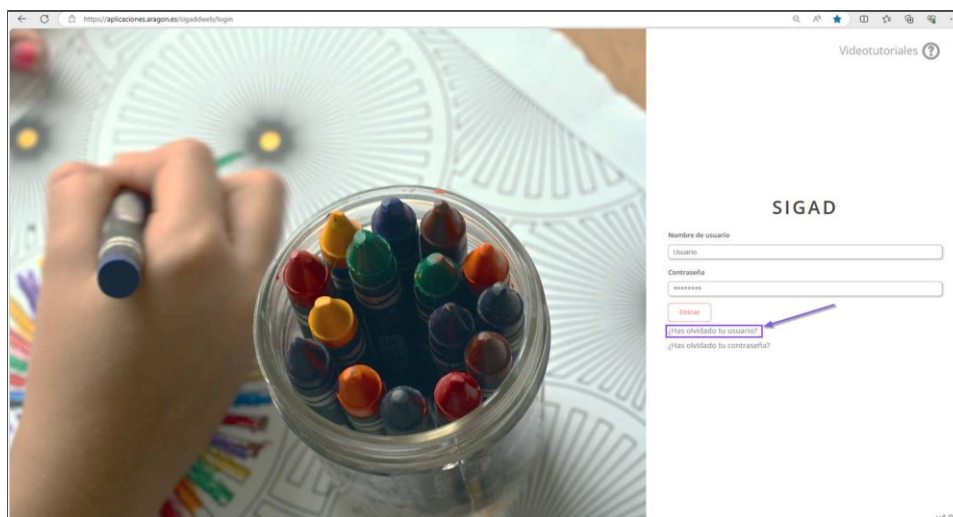 https://aplicaciones.aragon.es/sigaddweb/login
Videotutoriales ?
SIGAD
Nombre de usuario
Usuario
Contraseña
********
Entrar
¿Has olvidado tu usuario?
¿Has olvidado tu contraseña?